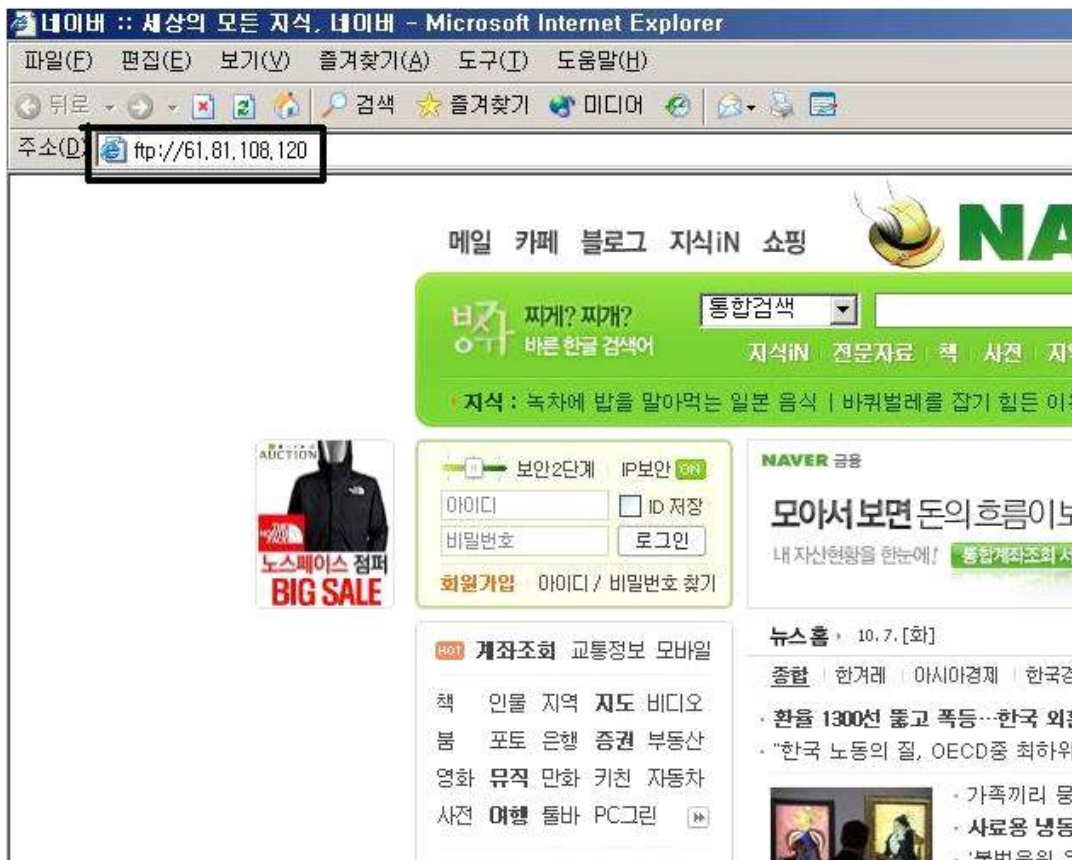 네이버 :: 세상의 모든 지식, 네이버 - Microsoft Internet Explorer
파일(F) 편집(E) 보기(V) 즐겨찾기(A) 도구(T) 도움말(H)
뒤로 검색 즐겨찾기 미디어
주소(D) ftp://61.81.108.120
메일 카페 블로그 지식iN 쇼핑 NA
찌게? 찌개?
바른 한글 검색어
통합검색
지식iN 전문자료 책 사전
지식 : 녹차에 밥을 말아먹는 일본 음식 | 바퀴벌레를 잡기 힘든
AUCTION
노스페이스 점퍼
BIG SALE
보안2단계 IP보안 ON
아이디 ID 저장
비밀번호 로그인
회원가입 아이디 / 비밀번호 찾기
NAVER 금융
모아서 보면 돈의 흐름이
내 자산현황을 한눈에! 통합계좌조회
HOT 계좌조회 교통정보 모바일
책 인물 지역 지도 비디오
붐 포토 은행 증권 부동산
영화 뮤직 만화 키친 자동차
사전 여행 툴바 PC그린
뉴스 홈 10.7.[화]
종합 한겨레 아시아경제 한국경
환율 1300선 뚫고 폭등…한국 외
"한국 노동의 질, OECD중 최하위
가족끼리 뭉
사료용 냉동